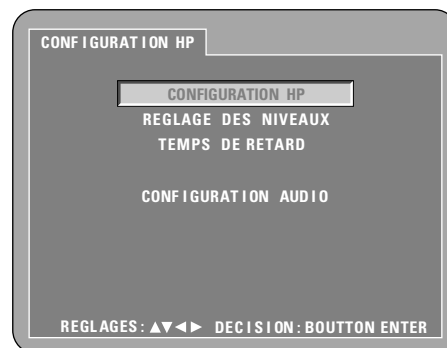 CONFIGURATION HP
CONFIGURATION HP
REGLAGE DES NIVEAUX
TEMPS DE RETARD
CONFIGURATION AUDIO
REGLAGES: ▲▼◄► DECISION: BOUTTON ENTER